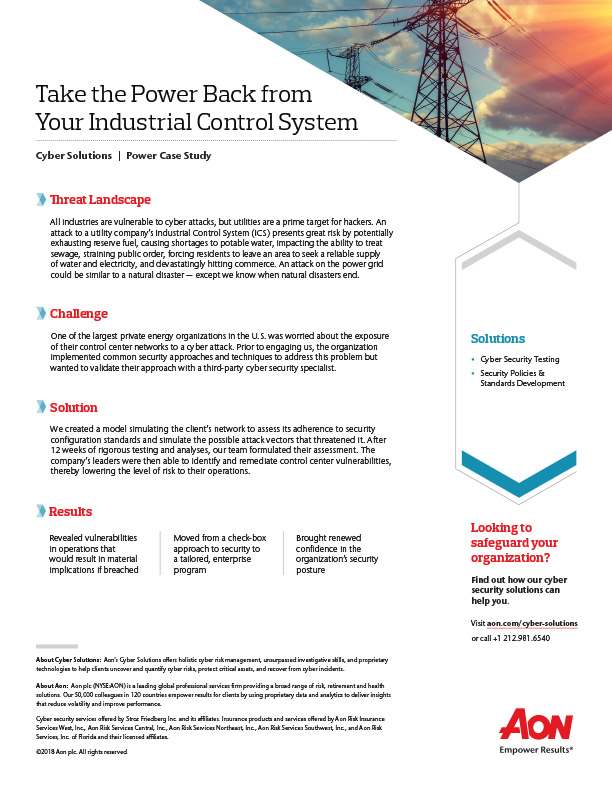 Take the Power Back from
Your Industrial Control System
Cyber Solutions | Power Case Study
Threat Landscape
All industries are vulnerable to cyber attacks, but utilities are a prime target for hackers. An
attack to a utility company's Industrial Control System (ICS) presents great risk by potentially
exhausting reserve fuel, causing shortages to potable water, impacting the ability to treat
sewage, straining public order, forcing residents to leave an area to seek a reliable supply
of water and electricity, and devastatingly hitting commerce. An attack on the power grid
could be similar to a natural disaster — except we know when natural disasters end.
Challenge
One of the largest private energy organizations in the U.S. was worried about the exposure
of their control center networks to a cyber attack. Prior to engaging us, the organization
implemented common security approaches and techniques to address this problem but
wanted to validate their approach with a third-party cyber security specialist.
Solution
We created a model simulating the client's network to assess its adherence to security
configuration standards and simulate the possible attack vectors that threatened it. After
12 weeks of rigorous testing and analyses, our team formulated their assessment. The
company's leaders were then able to identify and remediate control center vulnerabilities,
thereby lowering the level of risk to their operations.
Results
Revealed vulnerabilities
in operations that
would result in material
implications if breached
Moved from a check-box
approach to security to
a tailored, enterprise
program
Brought renewed
confidence in the
organization's security
posture
Solutions
• Cyber Security Testing
• Security Policies &
Standards Development
Looking to
safeguard your
organization?
Find out how our cyber
security solutions can
help you.
Visit aon.com/cyber-solutions
or call +1 212.981.6540
About Cyber Solutions: Aon's Cyber Solutions offers holistic cyber risk management, unsurpassed investigative skills, and proprietary
technologies to help clients uncover and quantify cyber risks, protect critical assets, and recover from cyber incidents.
About Aon: Aon plc (NYSE:AON) is a leading global professional services firm providing a broad range of risk, retirement and health
solutions. Our 50,000 colleagues in 120 countries empower results for clients by using proprietary data and analytics to deliver insights
that reduce volatility and improve performance.
Cyber security services offered by Stroz Friedberg Inc. and its affiliates. Insurance products and services offered by Aon Risk Insurance
Services West, Inc., Aon Risk Services Central, Inc., Aon Risk Services Northeast, Inc., Aon Risk Services Southwest, Inc., and Aon Risk
Services, Inc. of Florida and their licensed affiliates.
©2018 Aon plc. All rights reserved.
AON
Empower Results®